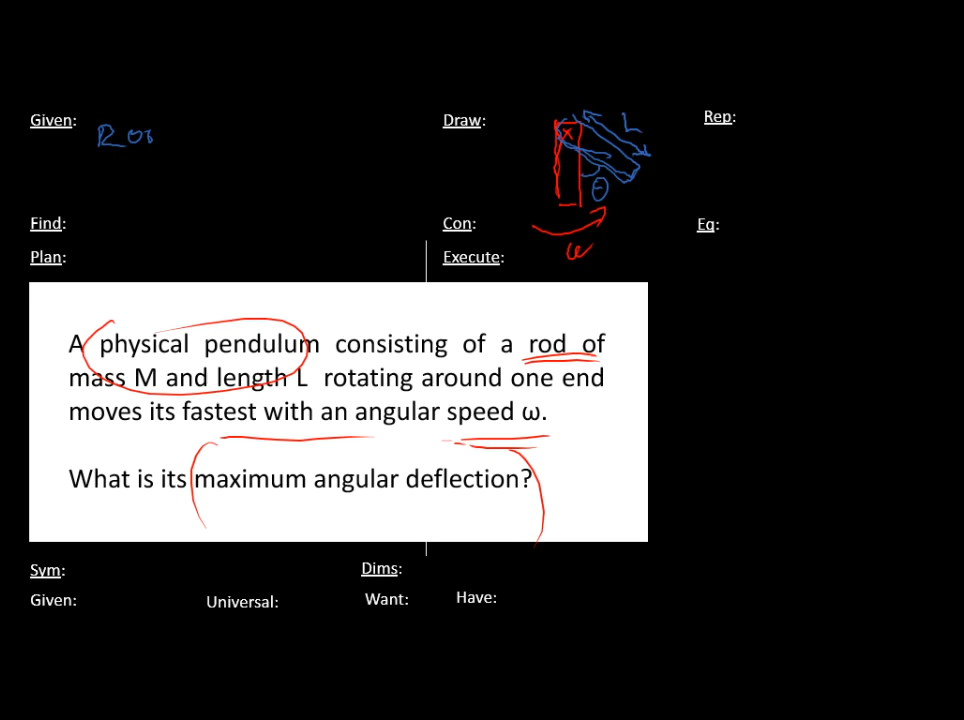 Given:
Draw: L
Rep:
θ
Find:
Con:
Eq:
ω
Plan:
Execute:
A physical pendulum consisting of a rod of
mass M and length L rotating around one end
moves its fastest with an angular speed ω.
What is its maximum angular deflection?
Sym:
Dims:
Given:
Universal:
Want:
Have: